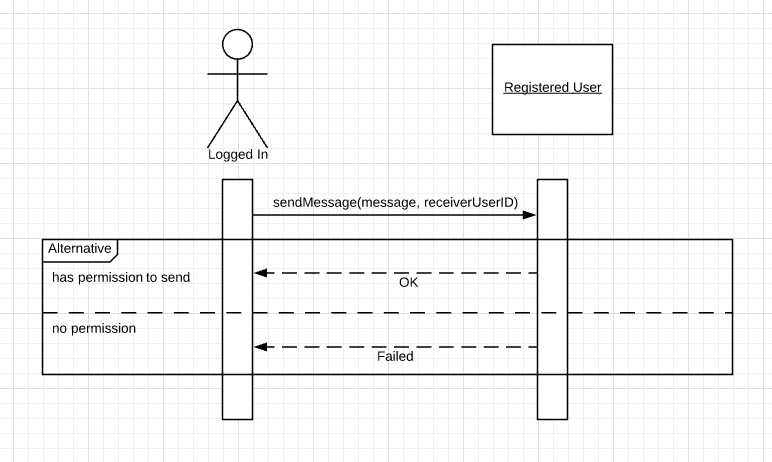 Registered User
Logged In
sendMessage(message, receiverUserID)
Alternative
has permission to send
OK
no permission
Failed